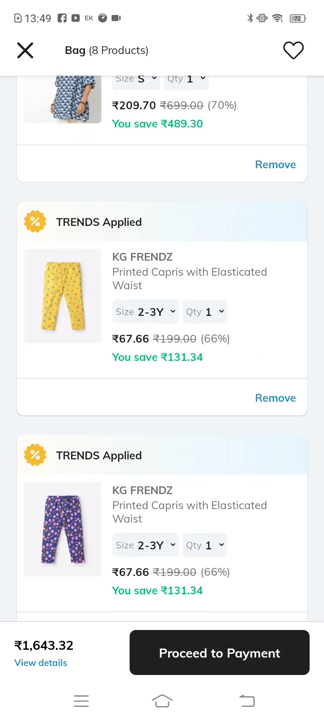 13:49 EK 72
Bag (8 Products)
Size S Qty 1
₹209.70 ₹699.00 (70%)
You save ₹489.30
Remove
% TRENDS Applied
KG FRENDZ
Printed Capris with Elasticated
Waist
Size 2-3Y Qty 1
₹67.66 ₹199.00 (66%)
You save ₹131.34
Remove
% TRENDS Applied
KG FRENDZ
Printed Capris with Elasticated
Waist
Size 2-3Y Qty 1
₹67.66 ₹199.00 (66%)
You save ₹131.34
₹1,643.32
View details
Proceed to Payment